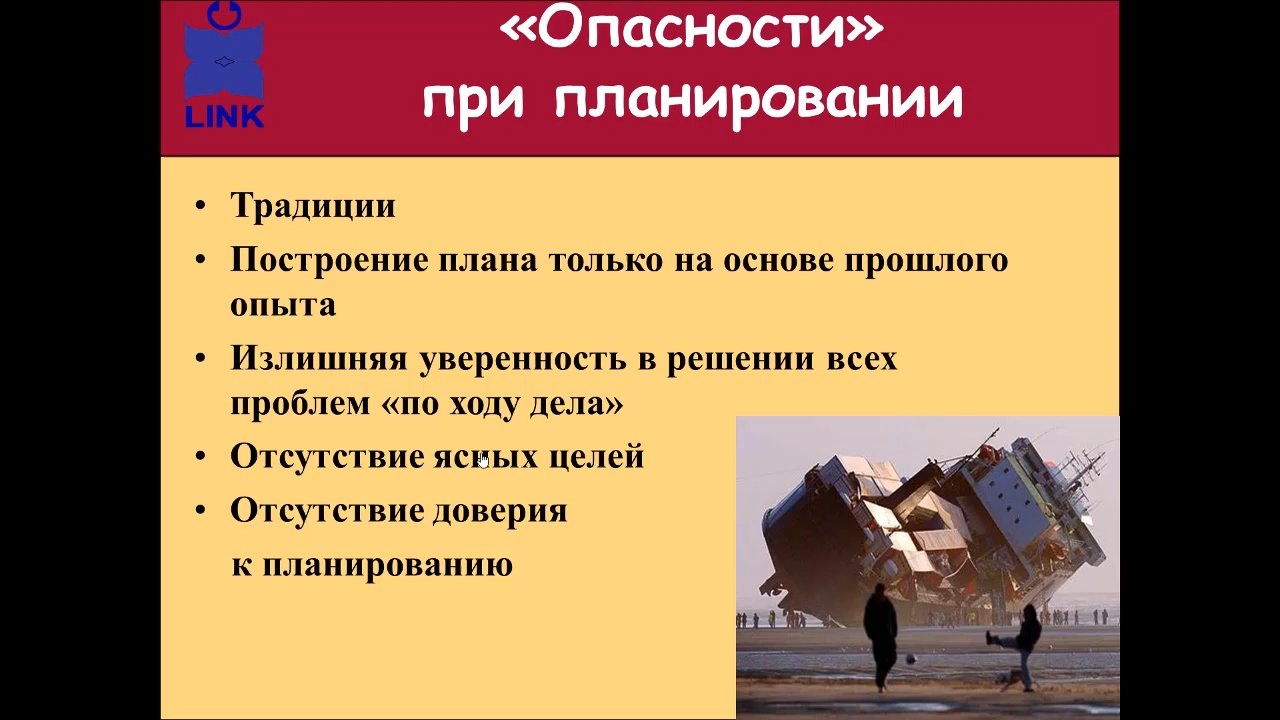 LINK
«Опасности»
при планировании
• Традиции
• Построение плана только на основе прошлого
опыта
• Излишняя уверенность в решении всех
проблем «по ходу дела»
• Отсутствие ясных целей
• Отсутствие доверия
к планированию